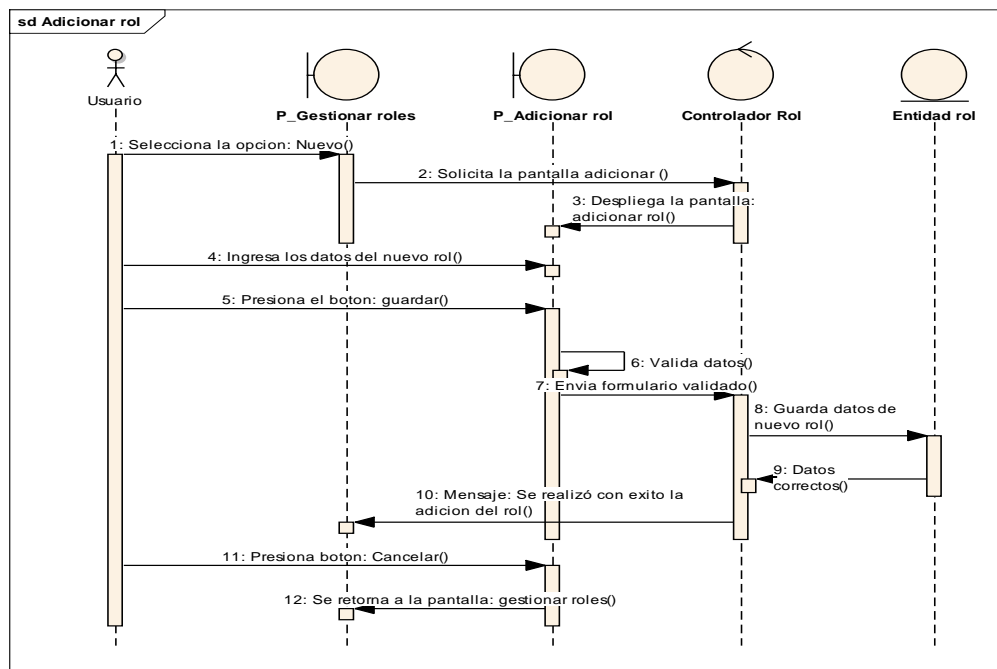 sd Adicionar rol
Usuario
P_Gestionar roles
P_Adicionar rol
Controlador Rol
Entidad rol
1: Selecciona la opcion: Nuevo()
2: Solicita la pantalla adicionar ()
3: Despliega la pantalla:
adicionar rol()
4: Ingresa los datos del nuevo rol()
5: Presiona el boton: guardar()
6: Valida datos()
7: Envia formulario validado()
8: Guarda datos de
nuevo rol()
9: Datos
correctos()
10: Mensaje: Se realizó con exito la
adicion del rol()
11: Presiona boton: Cancelar()
12: Se retorna a la pantalla: gestionar roles()